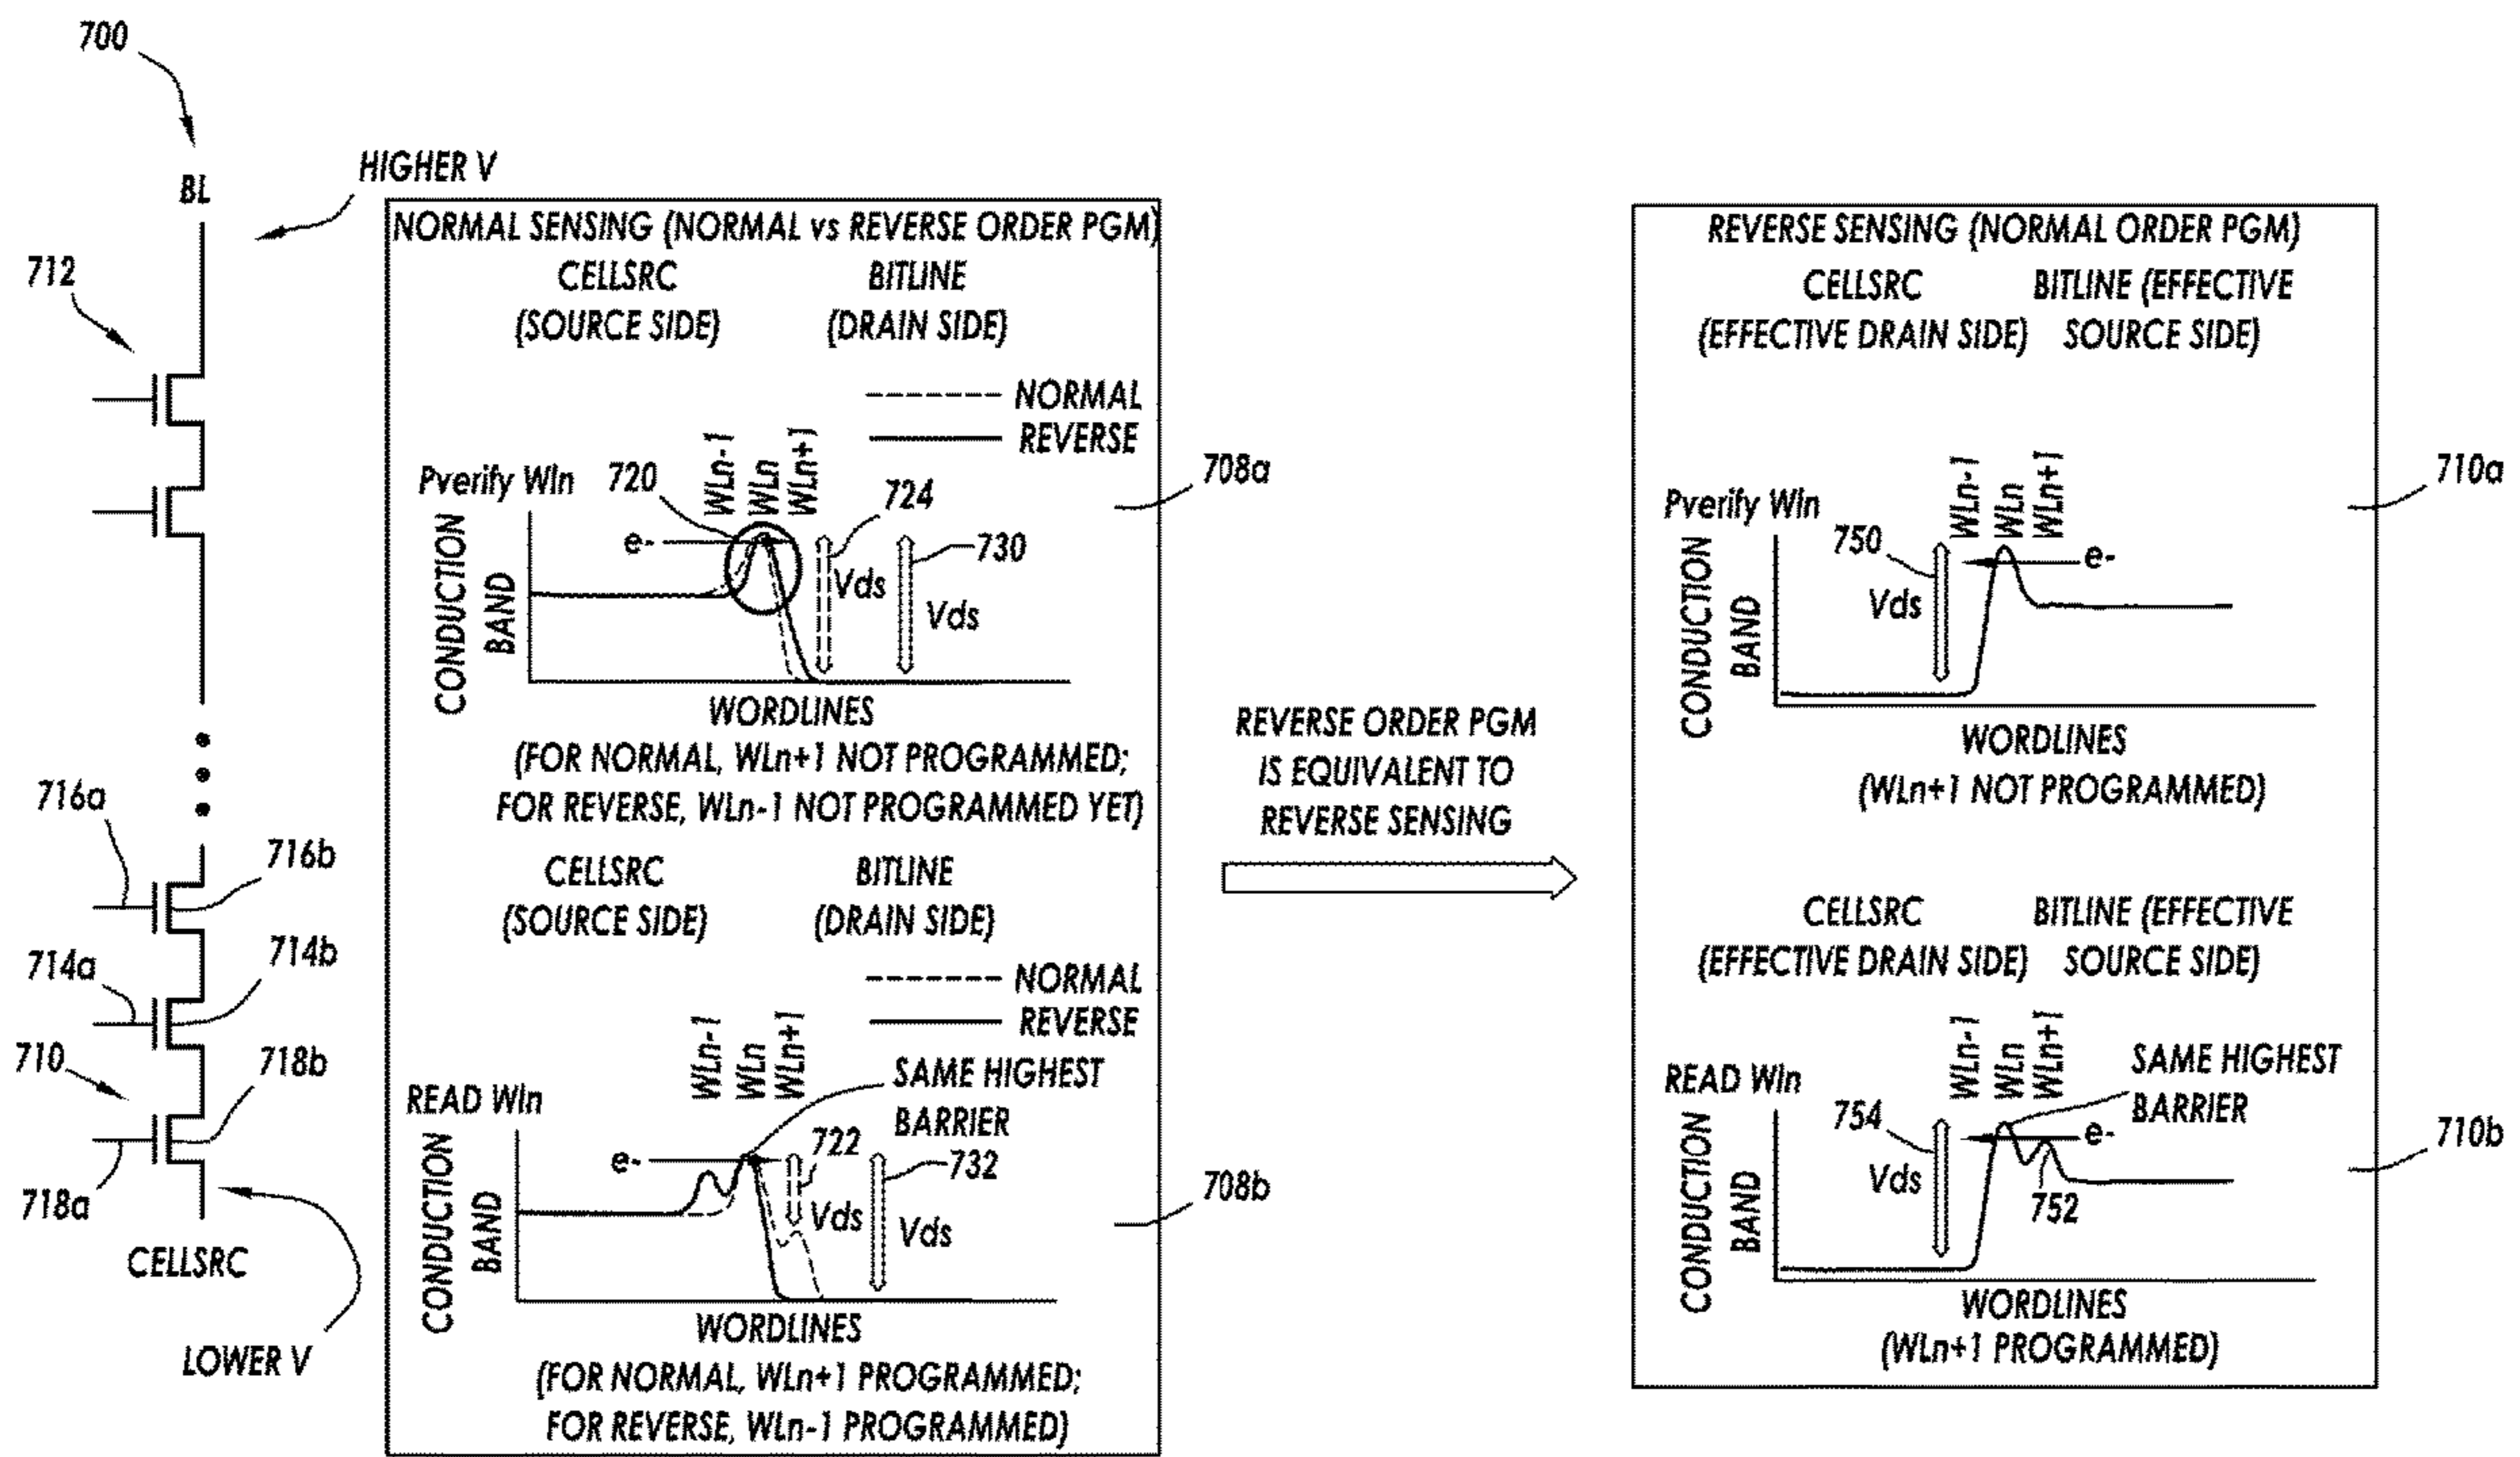 700
BL
HIGHER V
712
716a
716b
714a
714b
710
718b
718a
CELLSRC
LOWER V
NORMAL SENSING (NORMAL vs REVERSE ORDER PGM)
CELLSRC
(SOURCE SIDE)
BITLINE
(DRAIN SIDE)
NORMAL
REVERSE
Pverify Wln
720
WLn-1
WLn
WLn+1
724
730
708a
e-
Vds
Vds
CONDUCTION
BAND
WORDLINES
(FOR NORMAL, WLn+1 NOT PROGRAMMED;
FOR REVERSE, WLn-1 NOT PROGRAMMED YET)
CELLSRC
(SOURCE SIDE)
BITLINE
(DRAIN SIDE)
NORMAL
REVERSE
WLn-1
WLn
WLn+1
SAME HIGHEST
BARRIER
READ Wln
e-
722
732
708b
Vds
Vds
CONDUCTION
BAND
WORDLINES
(FOR NORMAL, WLn+1 PROGRAMMED;
FOR REVERSE, WLn-1 PROGRAMMED)
REVERSE ORDER PGM
IS EQUIVALENT TO
REVERSE SENSING
REVERSE SENSING (NORMAL ORDER PGM)
CELLSRC
(EFFECTIVE DRAIN SIDE)
BITLINE (EFFECTIVE
SOURCE SIDE)
Pverify Wln
750
WLn-1
WLn
WLn+1
710a
e-
Vds
CONDUCTION
BAND
WORDLINES
(WLn+1 NOT PROGRAMMED)
CELLSRC
(EFFECTIVE DRAIN SIDE)
BITLINE (EFFECTIVE
SOURCE SIDE)
WLn-1
WLn
WLn+1
SAME HIGHEST
BARRIER
READ Wln
754
e-
710b
Vds
752
CONDUCTION
BAND
WORDLINES
(WLn+1 PROGRAMMED)